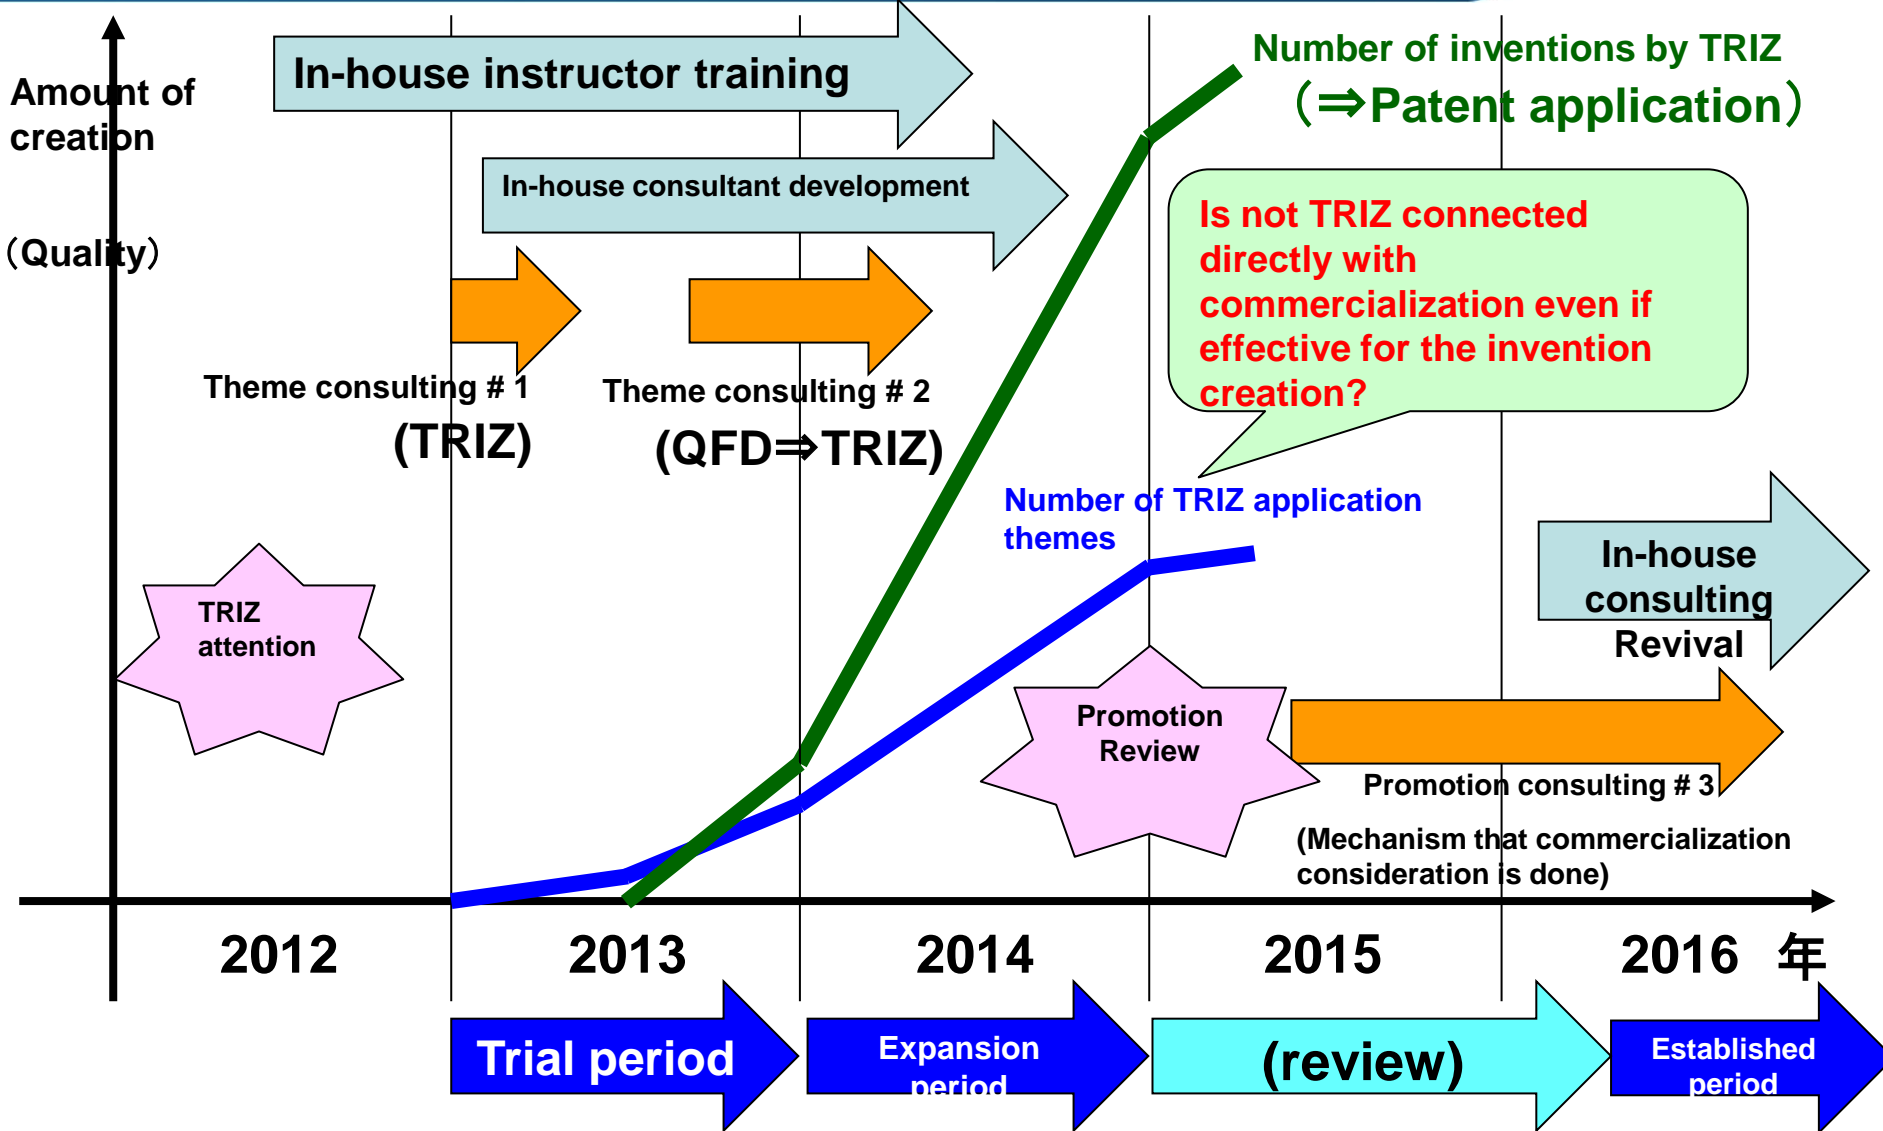 In-house instructor training
Number of inventions by TRIZ
（⇒Patent application）
Amount of
creation
（Quality）
In-house consultant development
Is not TRIZ connected
directly with
commercialization even if
effective for the invention
creation?
Theme consulting # 1
(TRIZ)
Theme consulting # 2
(QFD⇒TRIZ)
Number of TRIZ application
themes
In-house
consulting
Revival
TRIZ
attention
Promotion
Review
Promotion consulting # 3
(Mechanism that commercialization
consideration is done)
2012 2013 2014 2015 2016 年
Trial period
Expansion
period
(review)
Established
period